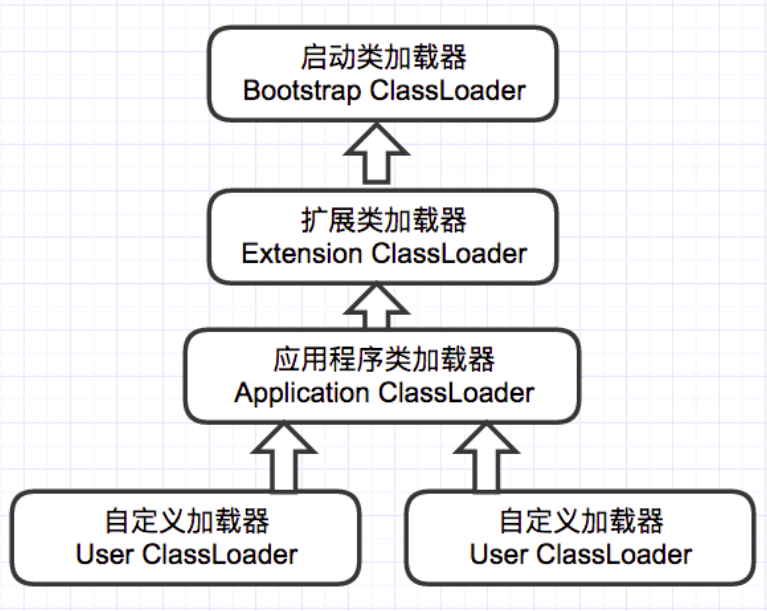 启动类加载器
Bootstrap ClassLoader
扩展类加载器
Extension ClassLoader
应用程序类加载器
Application ClassLoader
自定义加载器
User ClassLoader
自定义加载器
User ClassLoader